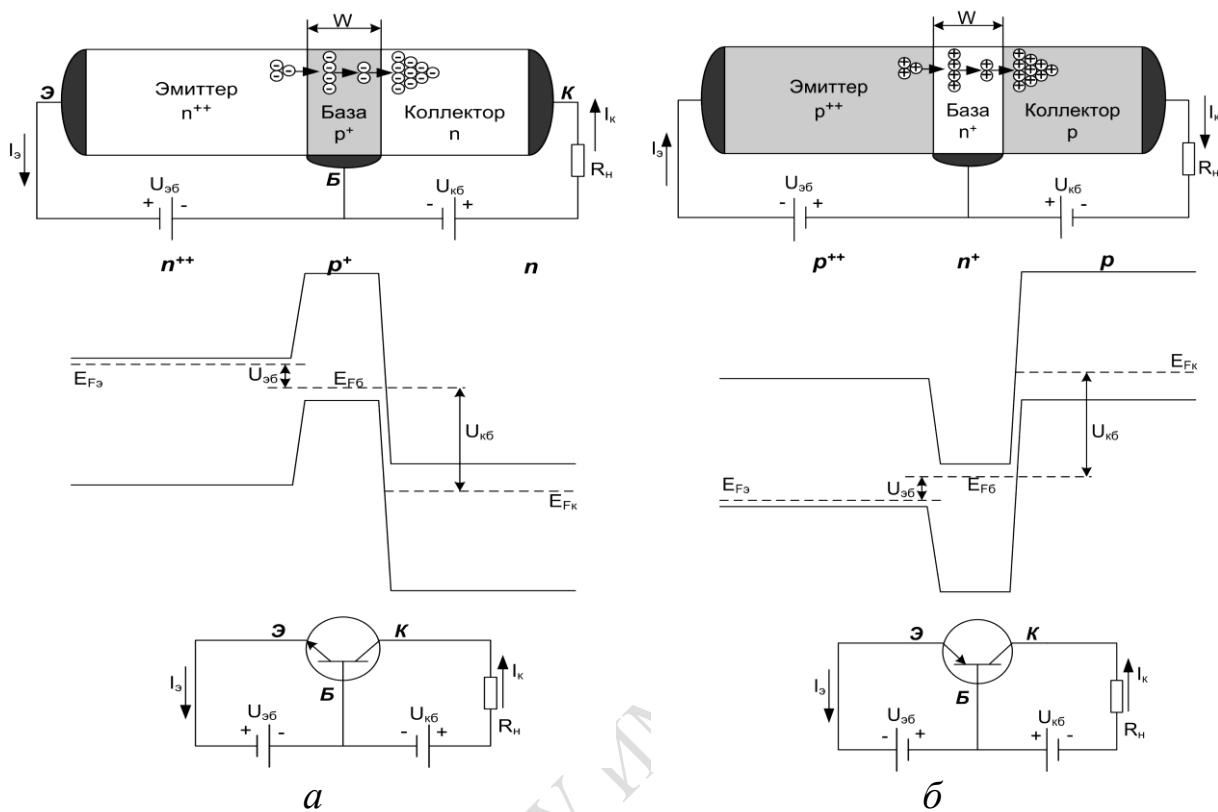 W
Э
Эмиттер
n++
База
p+
Коллектор
n
К
Iэ
Iк
Rн
Б
Uэб
+ -
Uкб
- +
n++ p+ n
EFэ
Uэб
EFб
Uкб
EFк
Э К
Б
Iэ
Iк
Rн
Uэб
+ -
Uкб
- +
а
W
Эмиттер
p++
База
n+
Коллектор
p
Iэ
Iк
Rн
Uэб
- +
Uкб
+ -
p++ n+ p
EFк
Uкб
EFэ
Uэб
EFб
Э К
Б
Iэ
Iк
Rн
Uэб
- +
Uкб
+ -
б